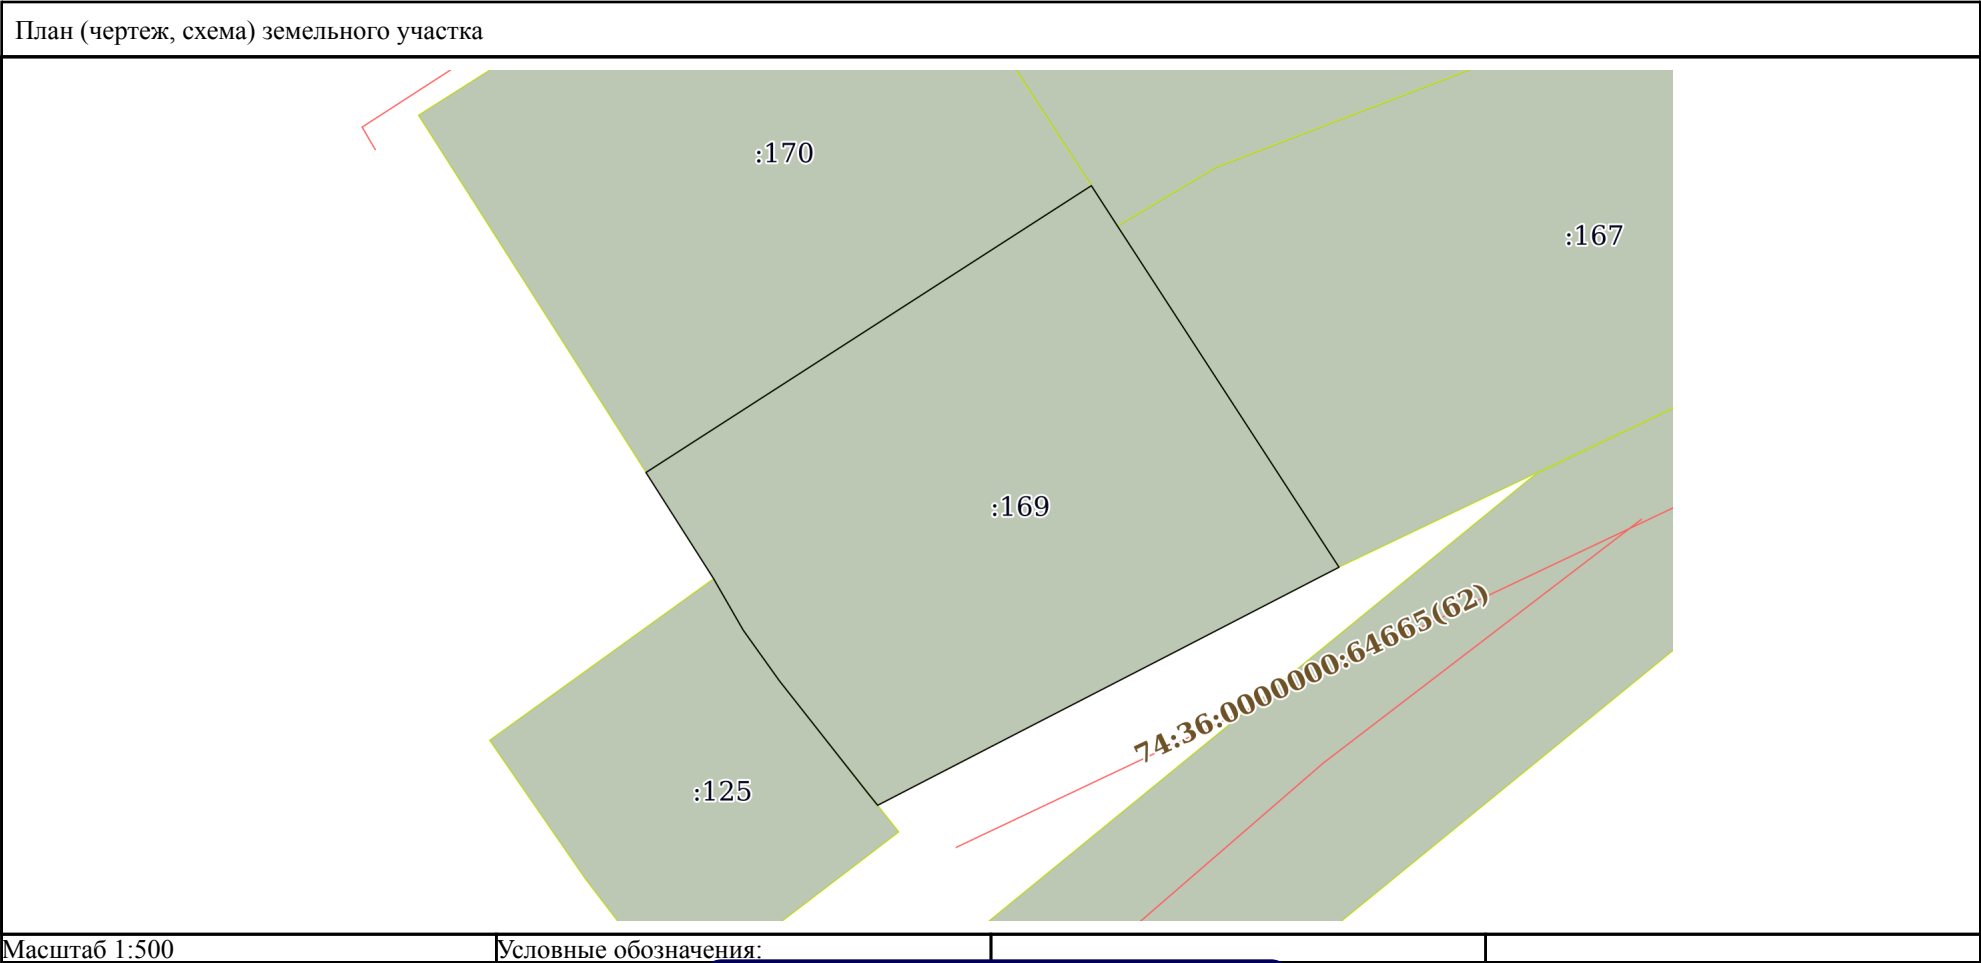 План (чертеж, схема) земельного участка
:170
:167
:169
74:36:0000000:64665(62)
:125
Масштаб 1:500
Условные обозначения: